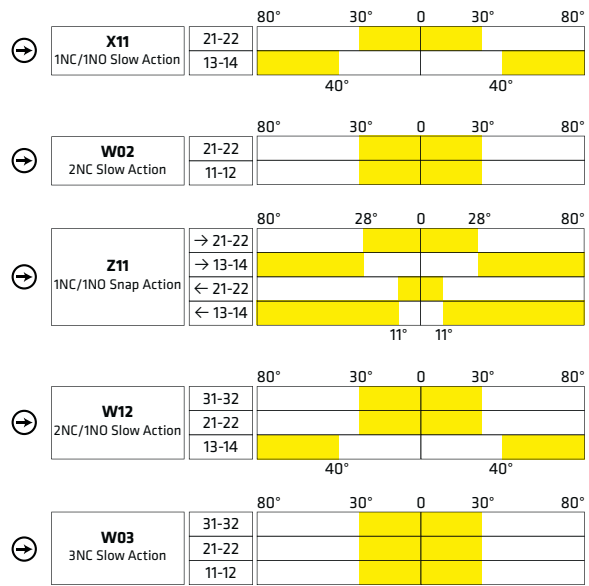 80° 30° 0 30° 80°
X11
1NC/1NO Slow Action
21-22
13-14
40° 40°
80° 30° 0 30° 80°
W02
2NC Slow Action
21-22
11-12
80° 28° 0 28° 80°
Z11
1NC/1NO Snap Action
→ 21-22
→ 13-14
← 21-22
← 13-14
11° 11°
80° 30° 0 30° 80°
W12
2NC/1NO Slow Action
31-32
21-22
13-14
40° 40°
80° 30° 0 30° 80°
W03
3NC Slow Action
31-32
21-22
11-12